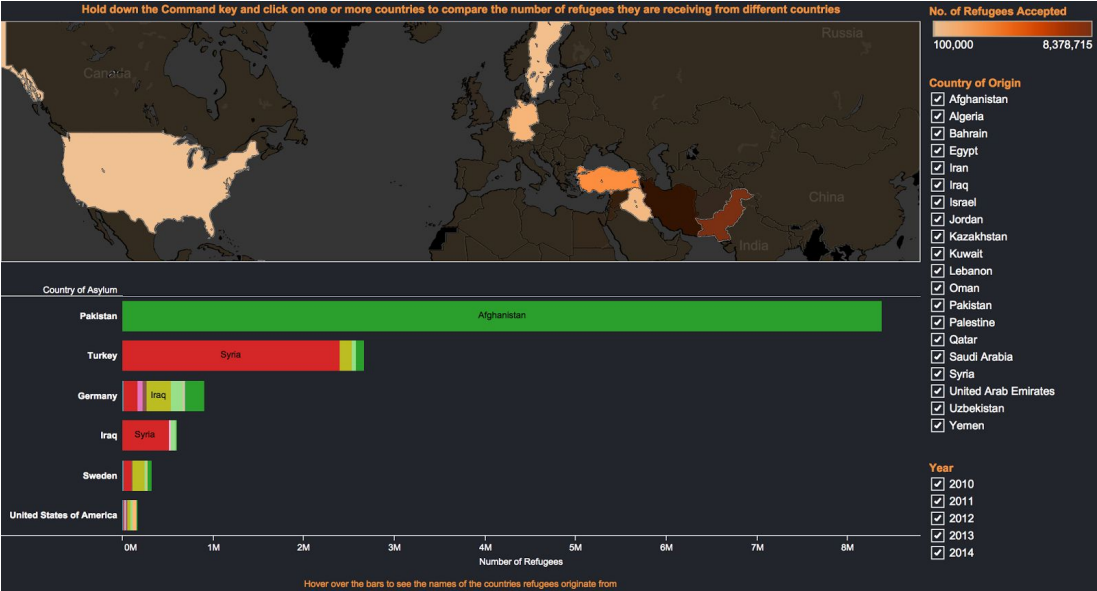 Hold down the Command key and click on one or more countries to compare the number of refugees they are receiving from different countries
Canada
Russia
China
India
No. of Refugees Accepted
100,000 8,378,715
Country of Origin
Afghanistan
Algeria
Bahrain
Egypt
Iran
Iraq
Israel
Jordan
Kazakhstan
Kuwait
Lebanon
Oman
Pakistan
Palestine
Qatar
Saudi Arabia
Syria
United Arab Emirates
Uzbekistan
Yemen
Year
2010
2011
2012
2013
2014
Country of Asylum
Pakistan Afghanistan
Turkey Syria
Germany Iraq
Iraq Syria
Sweden
United States of America
0M 1M 2M 3M 4M 5M 6M 7M 8M
Number of Refugees
Hover over the bars to see the names of the countries refugees originate from